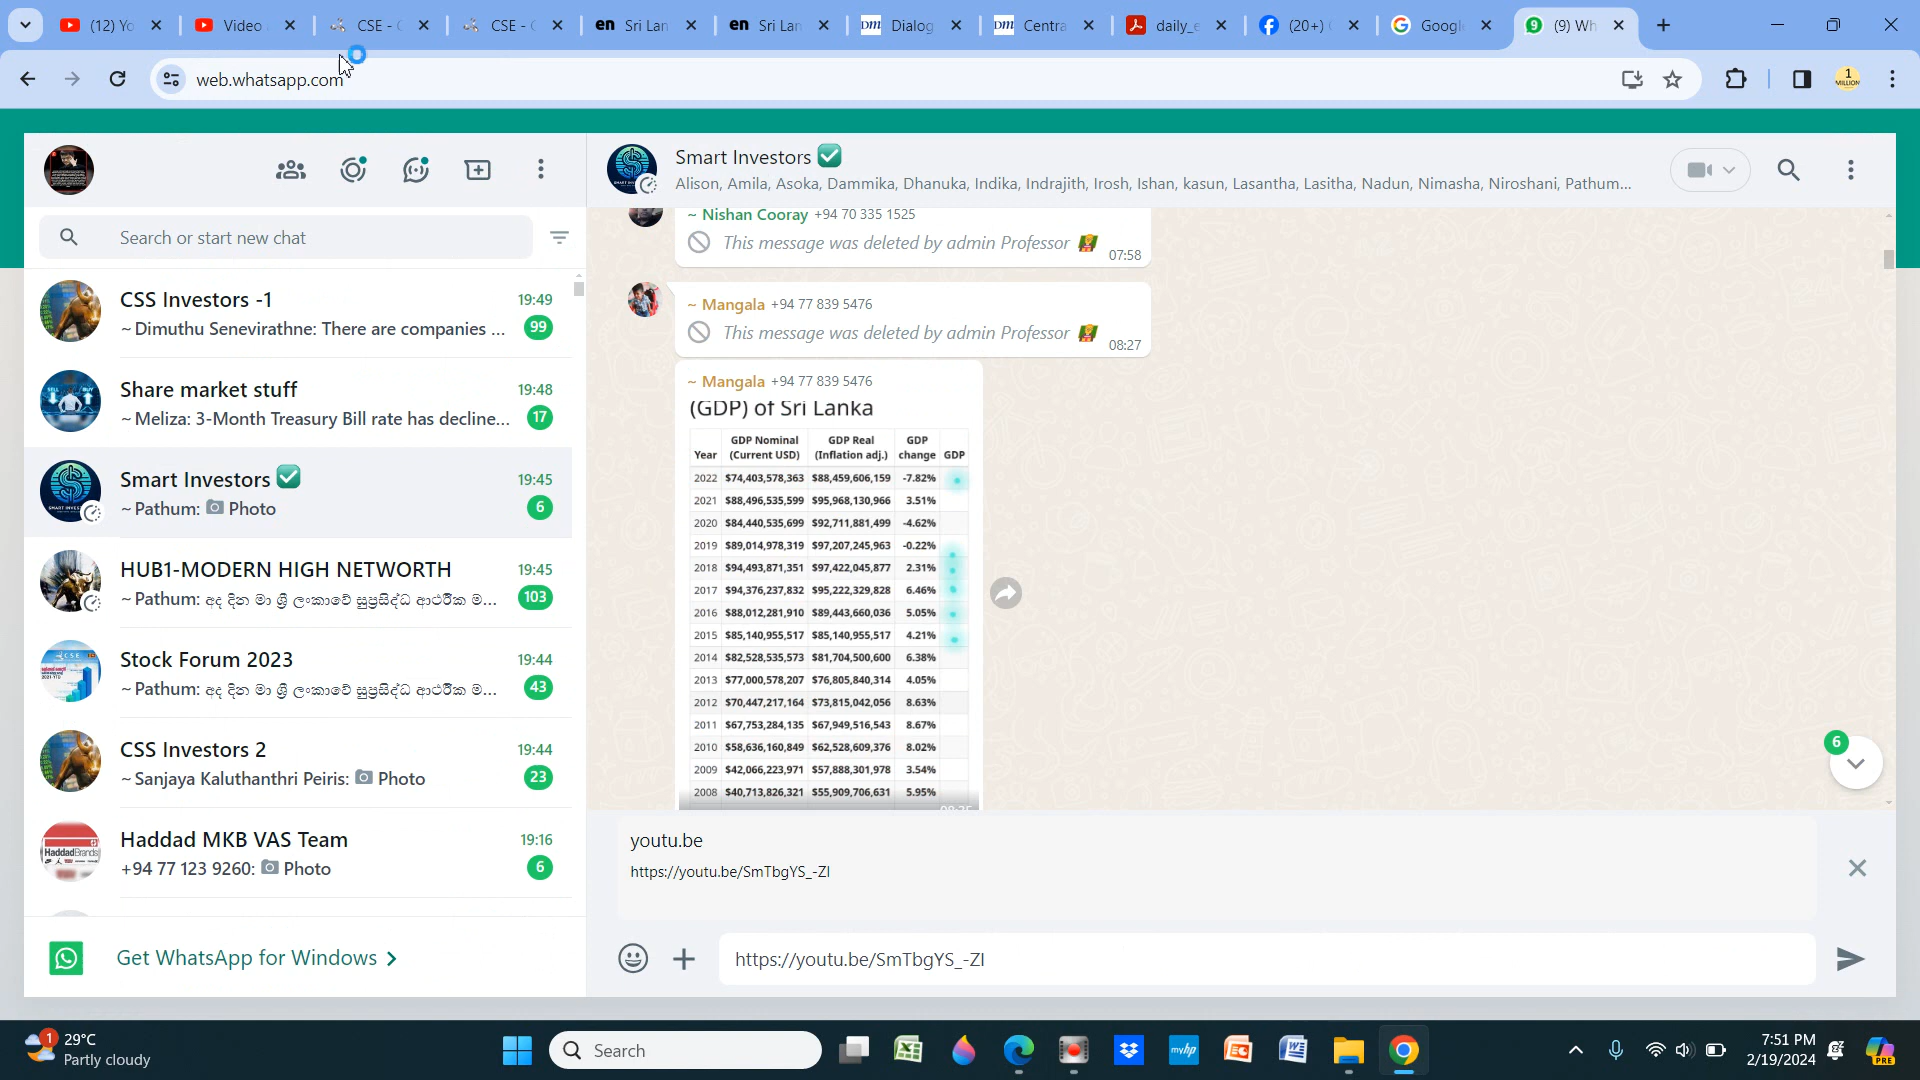 (12) Yo
Video
CSE - C
CSE - C
en Sri Lan
en Sri Lan
DM Dialog
DM Centra
daily_e
(20+)
Googl
(9) Wh
web.whatsapp.com
1 MILLION
Smart Investors
Alison, Amila, Asoka, Dammika, Dhanuka, Indika, Indrajith, Irosh, Ishan, kasun, Lasantha, Lasitha, Nadun, Nimasha, Niroshani, Pathum...
Search or start new chat
CSS Investors -1 19:49
~ Dimuthu Senevirathne: There are companies ... 99
Share market stuff 19:48
~ Meliza: 3-Month Treasury Bill rate has decline... 17
Smart Investors 19:45
~ Pathum: Photo 6
HUB1-MODERN HIGH NETWORTH 19:45
~ Pathum: අද දින මා ශ්‍රී ලංකාවේ සුප්‍රසිද්ධ ආර්ථික ම... 103
Stock Forum 2023 19:44
~ Pathum: අද දින මා ශ්‍රී ලංකාවේ සුප්‍රසිද්ධ ආර්ථික ම... 43
CSS Investors 2 19:44
~ Sanjaya Kaluthanthri Peiris: Photo 23
Haddad MKB VAS Team 19:16
+94 77 123 9260: Photo 6
Get WhatsApp for Windows
~ Nishan Cooray +94 70 335 1525
This message was deleted by admin Professor
07:58
~ Mangala +94 77 839 5476
This message was deleted by admin Professor
08:27
~ Mangala +94 77 839 5476
(GDP) of Sri Lanka
Year GDP Nominal (Current USD) GDP Real (Inflation adj.) GDP change GDP
2022 $74,403,578,363 $88,459,606,159 -7.82%
2021 $88,496,535,599 $95,968,130,966 3.51%
2020 $84,440,535,699 $92,711,881,499 -4.62%
2019 $89,014,978,319 $97,207,245,963 -0.22%
2018 $94,493,871,351 $97,422,045,877 2.31%
2017 $94,376,237,832 $95,222,329,828 6.46%
2016 $88,012,281,910 $89,443,660,036 5.05%
2015 $85,140,955,517 $85,140,955,517 4.21%
2014 $82,528,535,573 $81,704,500,600 6.38%
2013 $77,000,578,207 $76,805,840,314 4.05%
2012 $70,447,217,164 $73,815,042,056 8.63%
2011 $67,753,284,135 $67,949,516,543 8.67%
2010 $58,636,160,849 $62,528,609,376 8.02%
2009 $42,066,223,971 $57,888,301,978 3.54%
2008 $40,713,826,321 $55,909,706,631 5.95%
6
youtu.be
https://youtu.be/SmTbgYS_-ZI
https://youtu.be/SmTbgYS_-ZI
1
29°C
Partly cloudy
Search
myhp
7:51 PM
2/19/2024
PRE